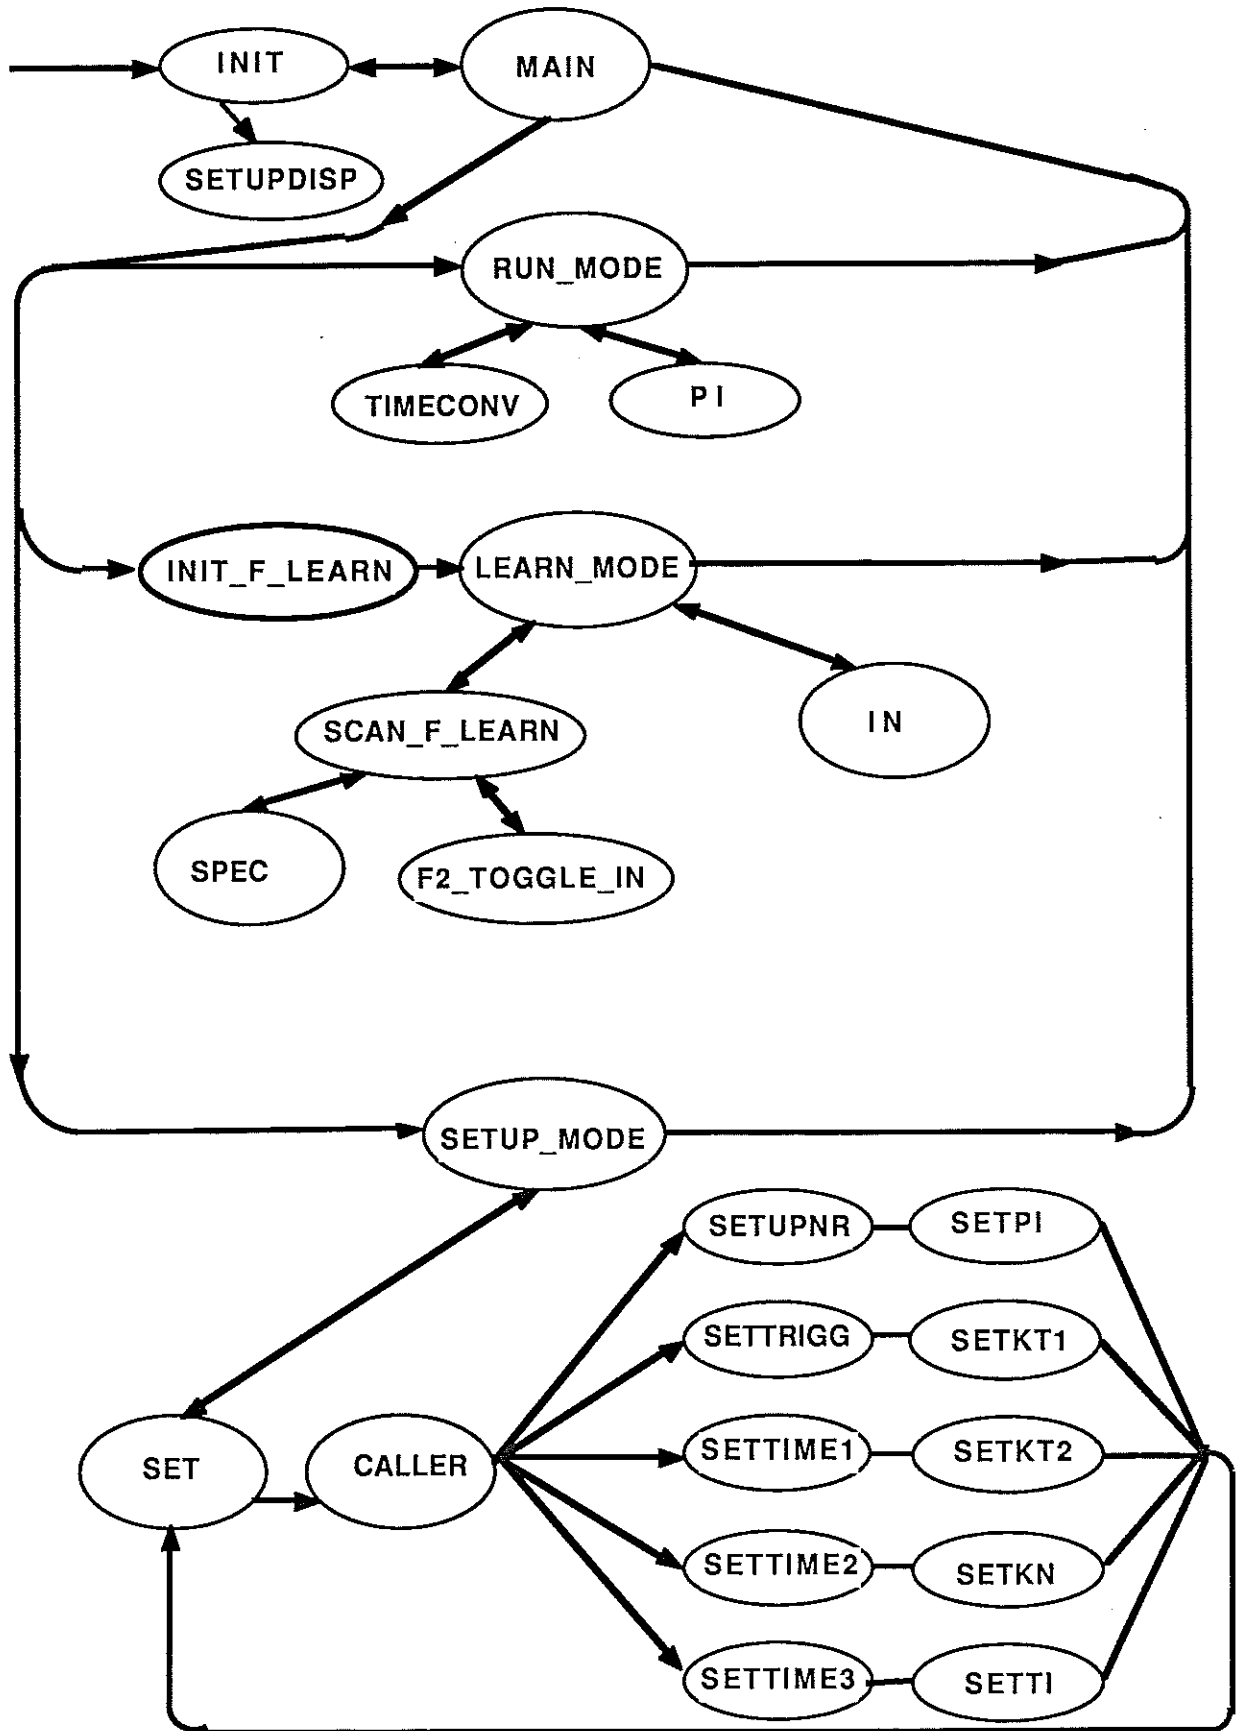 INIT
MAIN
SETUPDISP
RUN_MODE
TIMECONV
PI
INIT_F_LEARN
LEARN_MODE
SCAN_F_LEARN
IN
SPEC
F2_TOGGLE_IN
SETUP_MODE
SETUPNR
SETPI
SETTRIGG
SETKT1
SET
CALLER
SETTIME1
SETKT2
SETTIME2
SETKN
SETTIME3
SETTI